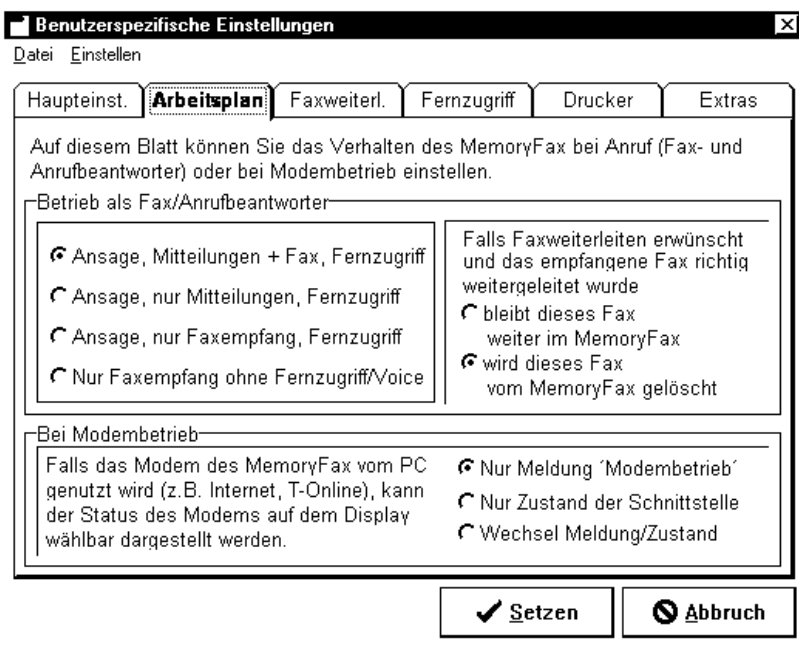 Benutzerspezifische Einstellungen
Datei Einstellen
Haupteinst. Arbeitsplan Faxweiterl. Fernzugriff Drucker Extras
Auf diesem Blatt können Sie das Verhalten des MemoryFax bei Anruf (Fax- und
Anrufbeantworter) oder bei Modembetrieb einstellen.
Betrieb als Fax/Anrufbeantworter
Ansage, Mitteilungen + Fax, Fernzugriff
Ansage, nur Mitteilungen, Fernzugriff
Ansage, nur Faxempfang, Fernzugriff
Nur Faxempfang ohne Fernzugriff/Voice
Falls Faxweiterleiten erwünscht
und das empfangene Fax richtig
weitergeleitet wurde
bleibt dieses Fax
weiter im MemoryFax
wird dieses Fax
vom MemoryFax gelöscht
Bei Modembetrieb
Falls das Modem des MemoryFax vom PC
genutzt wird (z.B. Internet, T-Online), kann
der Status des Modems auf dem Display
wählbar dargestellt werden.
Nur Meldung ´Modembetrieb´
Nur Zustand der Schnittstelle
Wechsel Meldung/Zustand
Setzen Abbruch